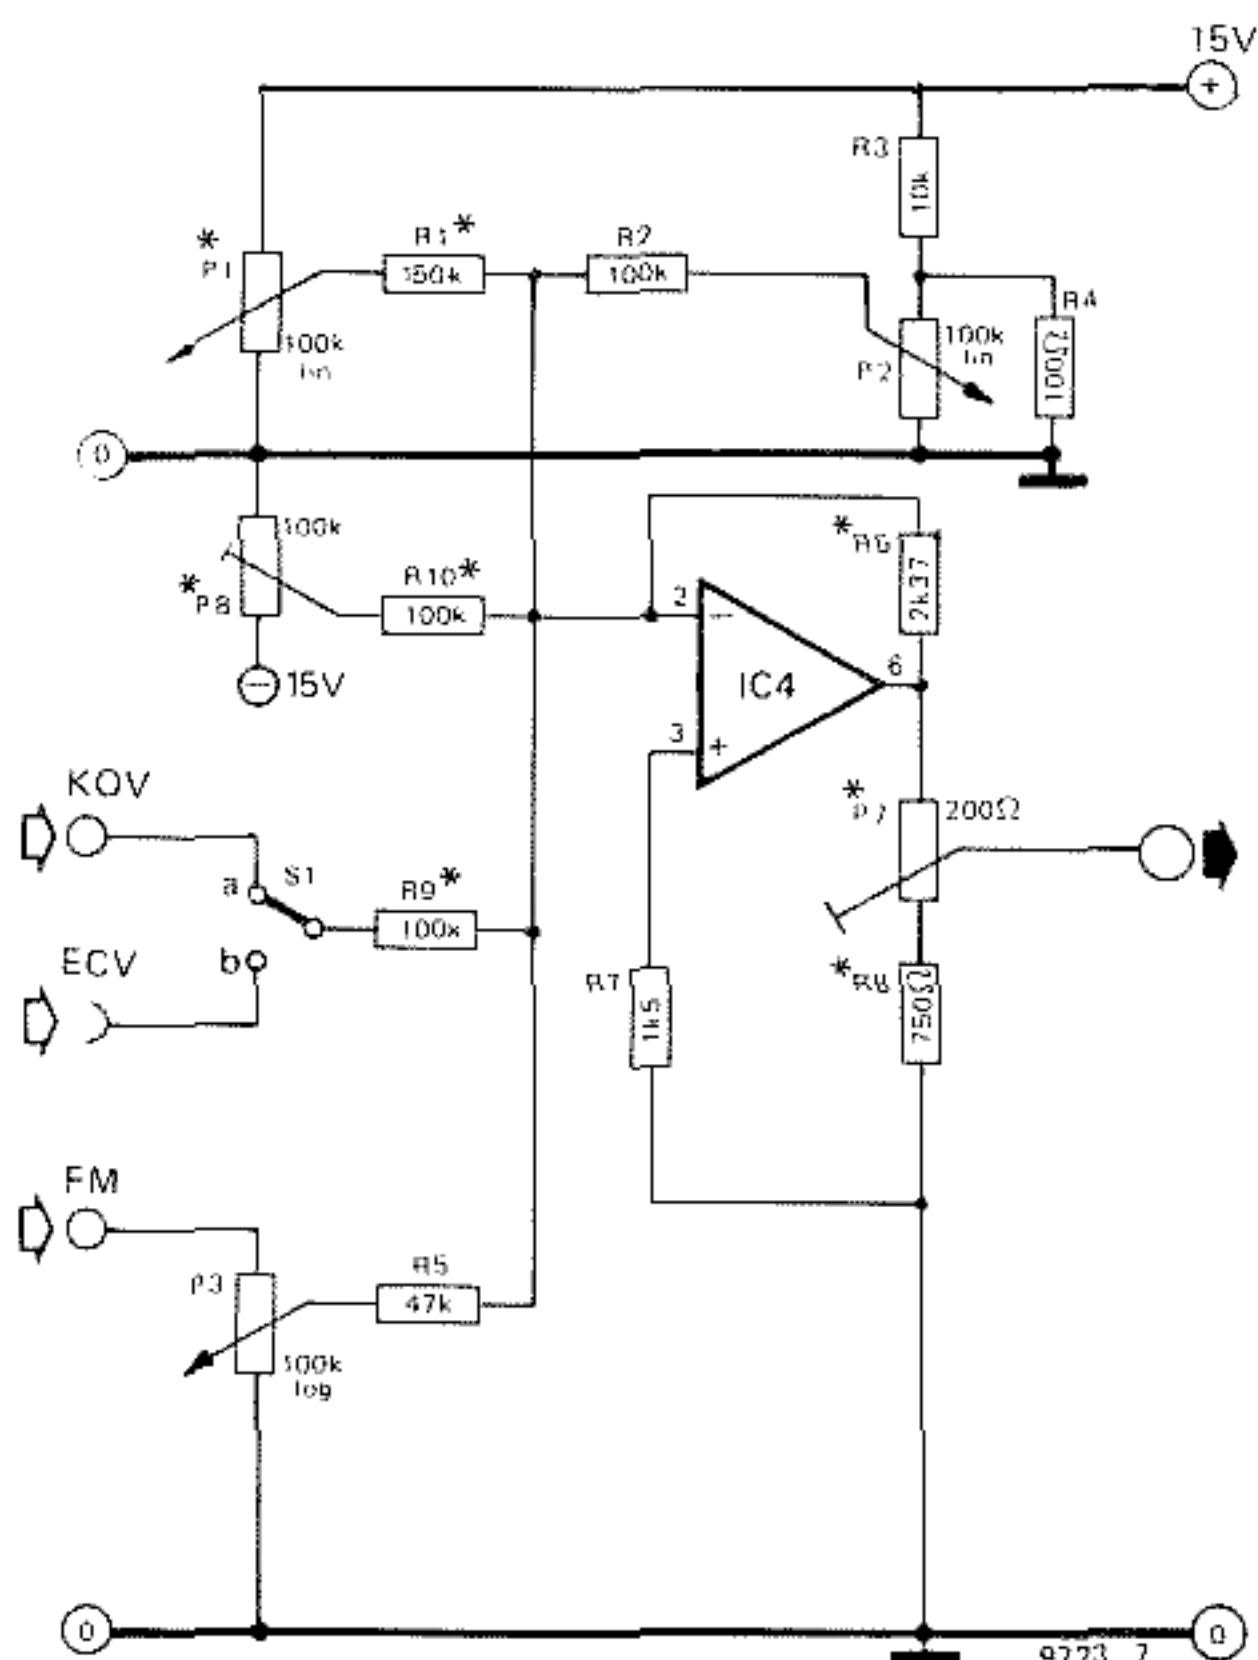 15V
+
R3
10k
*
P1
100k
lin
R1*
150k
R2
100k
R4
100Ω
100k
lin
P2
0
100k
*P8
R10*
100k
−
15V
*R6
2k37
2
−
IC4
6
3
+
KOV
a
S1
R9*
100k
ECV
b
*
P7
200Ω
R7
1k5
*R8
750Ω
FM
P3
100k
log
R5
47k
0
0
9723 7